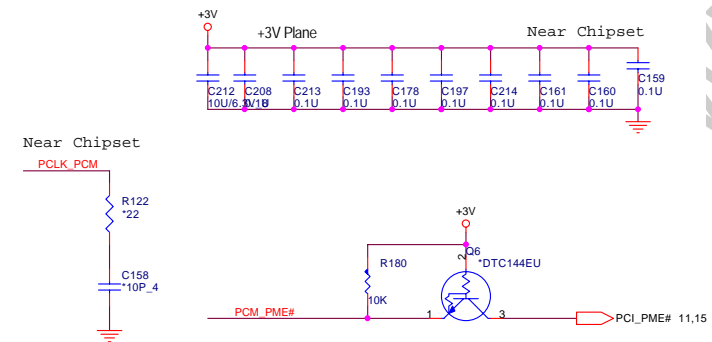 +3V
+3V Plane
Near Chipset
C212
10U/6.3V_8
C208
0.1U
C213
0.1U
C193
0.1U
C178
0.1U
C197
0.1U
C214
0.1U
C161
0.1U
C160
0.1U
C159
0.1U
Near Chipset
PCLK_PCM
R122
*22
C158
*10P_4
+3V
R180
10K
Q6
*DTC144EU
2
PCM_PME#
1
3
PCI_PME# 11,15